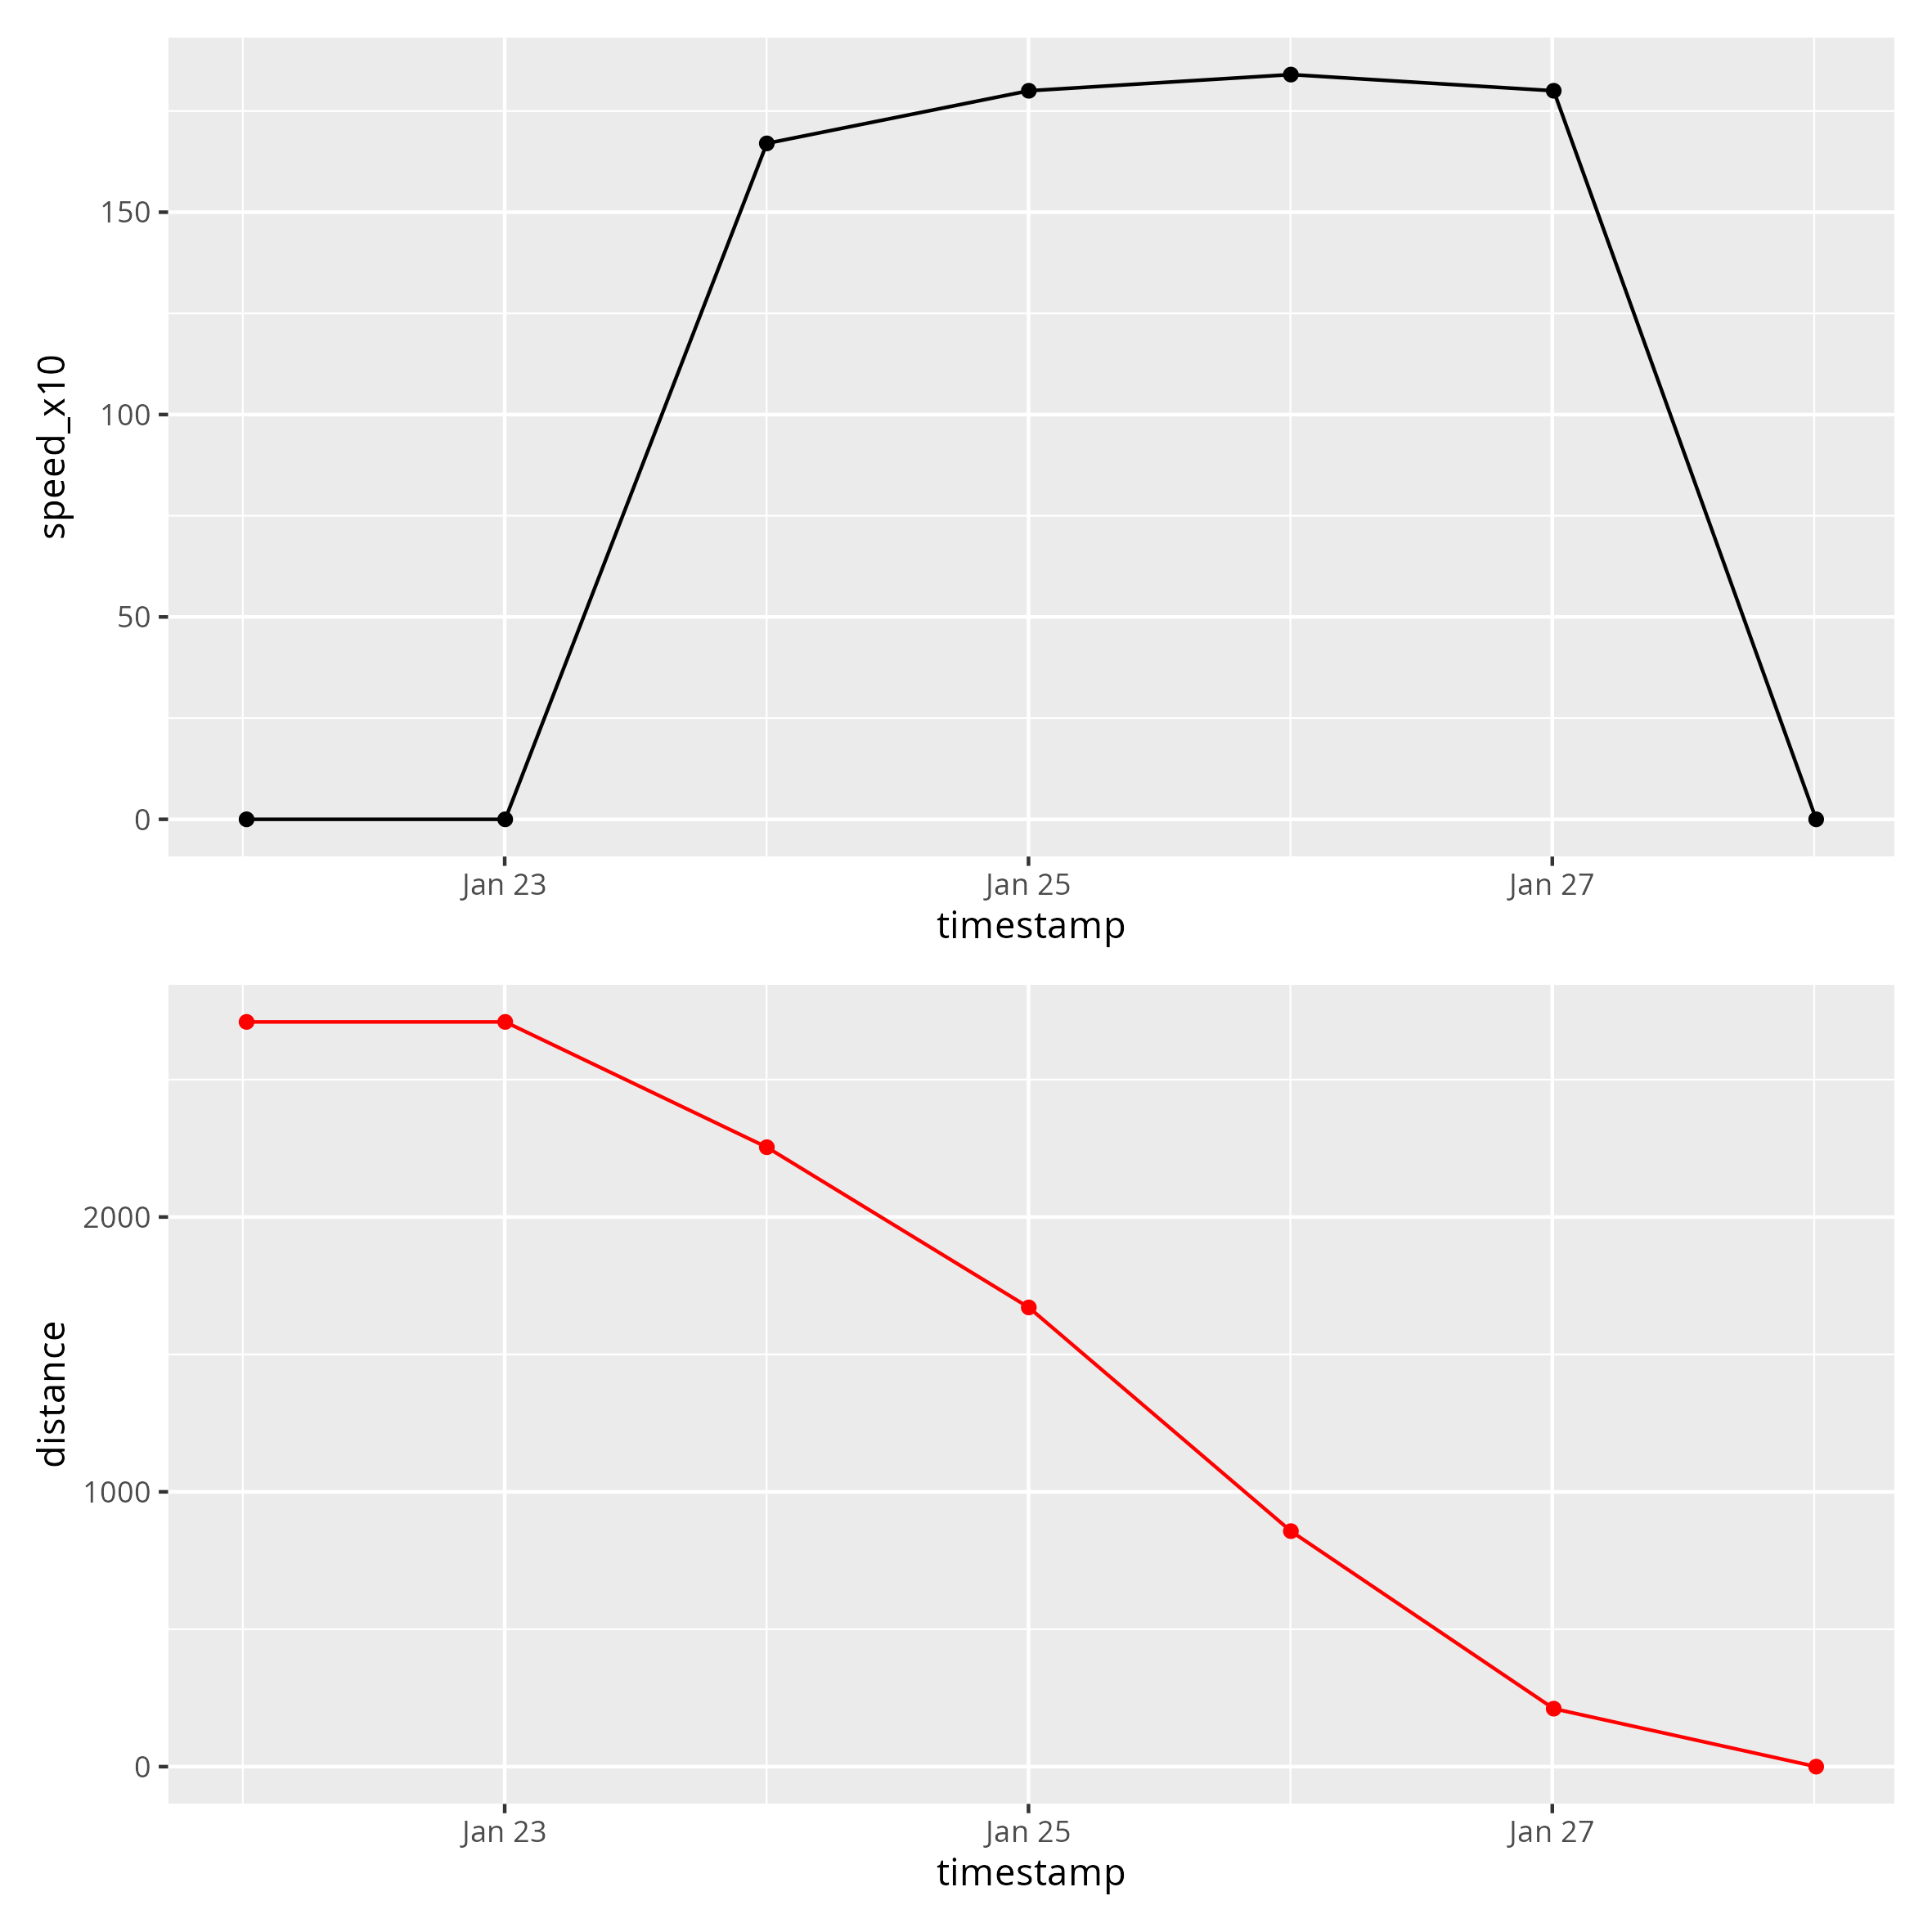 speed_x10
150
100
50
0
Jan 23 Jan 25 Jan 27
timestamp
distance
2000
1000
0
Jan 23 Jan 25 Jan 27
timestamp